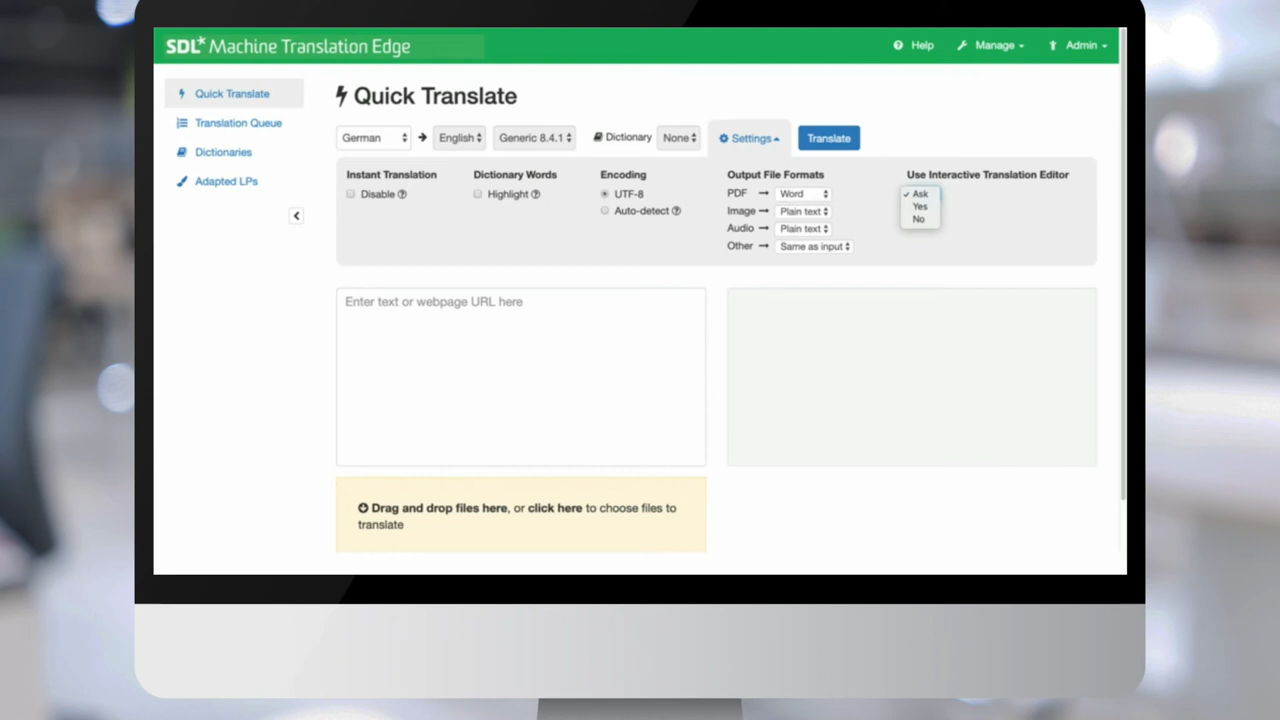 SDL* Machine Translation Edge
Help
Manage
Admin
Quick Translate
Translation Queue
Dictionaries
Adapted LPs
Quick Translate
German
English
Generic 8.4.1
Dictionary
None
Settings
Translate
Instant Translation
Disable
Dictionary Words
Highlight
Encoding
UTF-8
Auto-detect
Output File Formats
PDF → Word
Image → Plain text
Audio → Plain text
Other → Same as input
Use Interactive Translation Editor
✓ Ask
Yes
No
Enter text or webpage URL here
Drag and drop files here, or click here to choose files to
translate